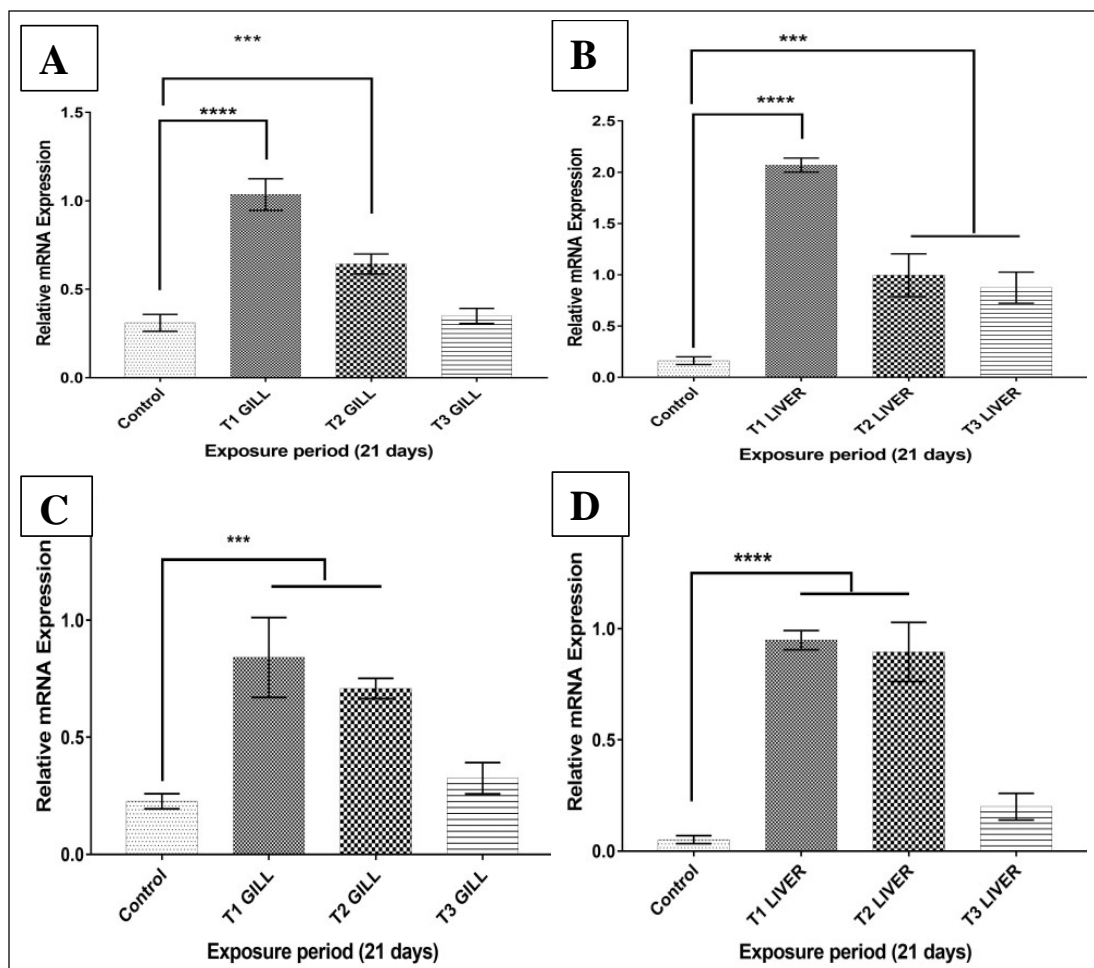 A
***
****
1.5
1.0
0.5
0.0
Relative mRNA Expression
Control
T1 GILL
T2 GILL
T3 GILL
Exposure period (21 days)
B
***
****
2.5
2.0
1.5
1.0
0.5
0.0
Relative mRNA Expression
Control
T1 LIVER
T2 LIVER
T3 LIVER
Exposure period (21 days)
C
***
1.0
0.5
0.0
Relative mRNA Expression
Control
T1 GILL
T2 GILL
T3 GILL
Exposure period (21 days)
D
****
1.0
0.5
0.0
Relative mRNA Expression
Control
T1 LIVER
T2 LIVER
T3 LIVER
Exposure period (21 days)